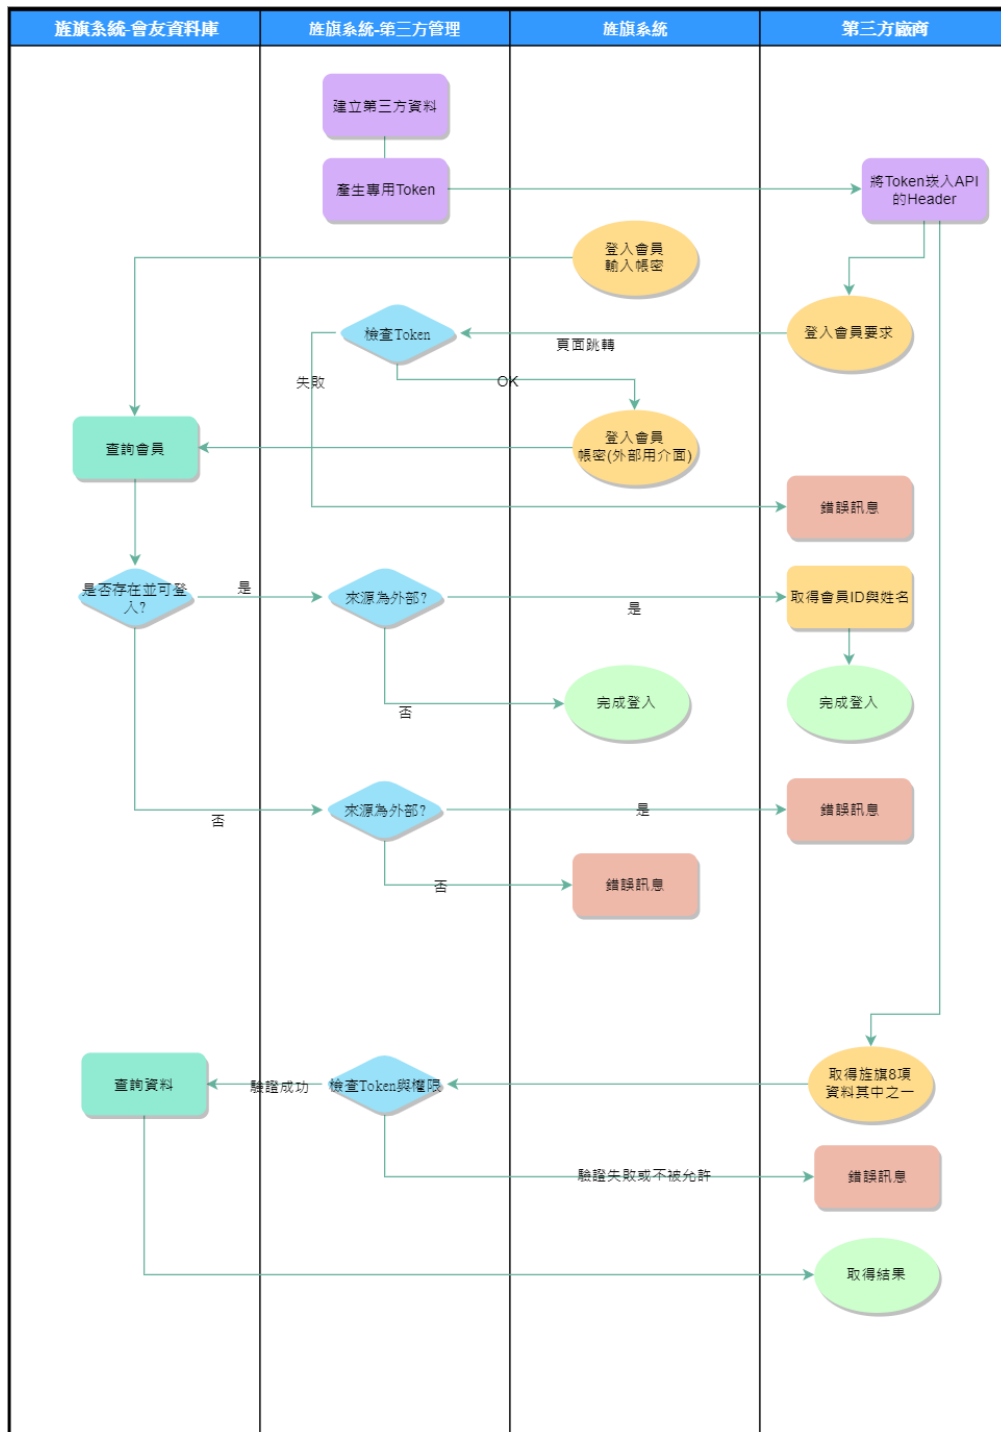 旌旗系統-會友資料庫
旌旗系統-第三方管理
旌旗系統
第三方廠商
建立第三方資料
產生專用Token
將Token崁入API
的Header
登入會員
輸入帳密
檢查Token
頁面跳轉
登入會員要求
失敗
OK
查詢會員
登入會員
帳密(外部用介面)
錯誤訊息
是否存在並可登
入?
是
來源為外部?
是
取得會員ID與姓名
否
完成登入
完成登入
否
來源為外部?
是
錯誤訊息
否
錯誤訊息
查詢資料
驗證成功
檢查Token與權限
取得旌旗8項
資料其中之一
驗證失敗或不被允許
錯誤訊息
取得結果